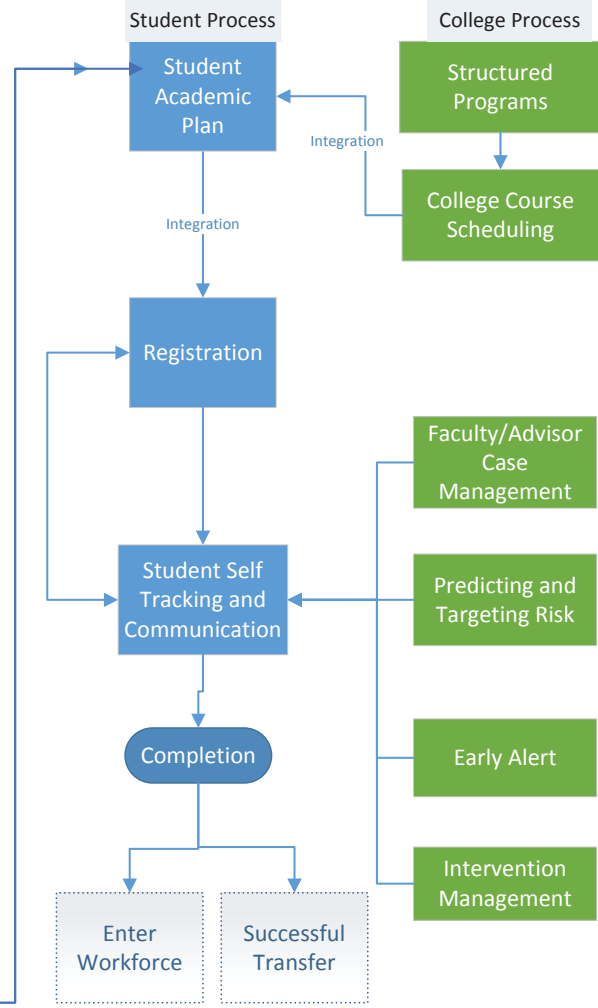 Student Process
College Process
Student
Academic
Plan
Structured
Programs
Integration
College Course
Scheduling
Integration
Registration
Faculty/Advisor
Case
Management
Student Self
Tracking and
Communication
Predicting and
Targeting Risk
Completion
Early Alert
Intervention
Management
Enter
Workforce
Successful
Transfer